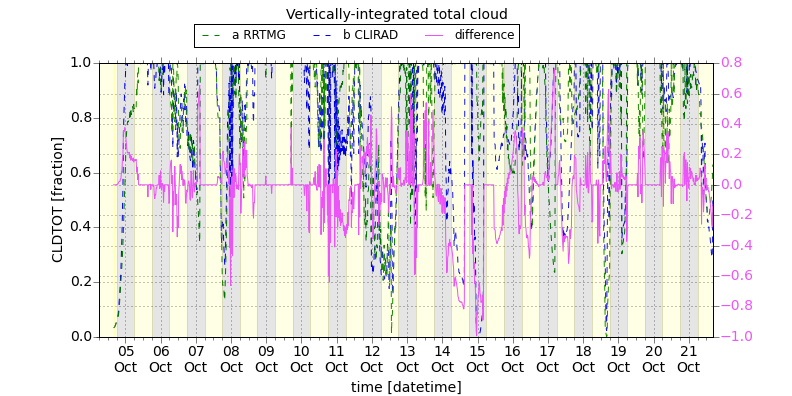 Vertically-integrated total cloud
a RRTMG b CLIRAD difference
CLDTOT [fraction]
1.0
0.8
0.6
0.4
0.2
0.0
0.8
0.6
0.4
0.2
0.0
−0.2
−0.4
−0.6
−0.8
−1.0
05 06 07 08 09 10 11 12 13 14 15 16 17 18 19 20 21
Oct Oct Oct Oct Oct Oct Oct Oct Oct Oct Oct Oct Oct Oct Oct Oct Oct
time [datetime]